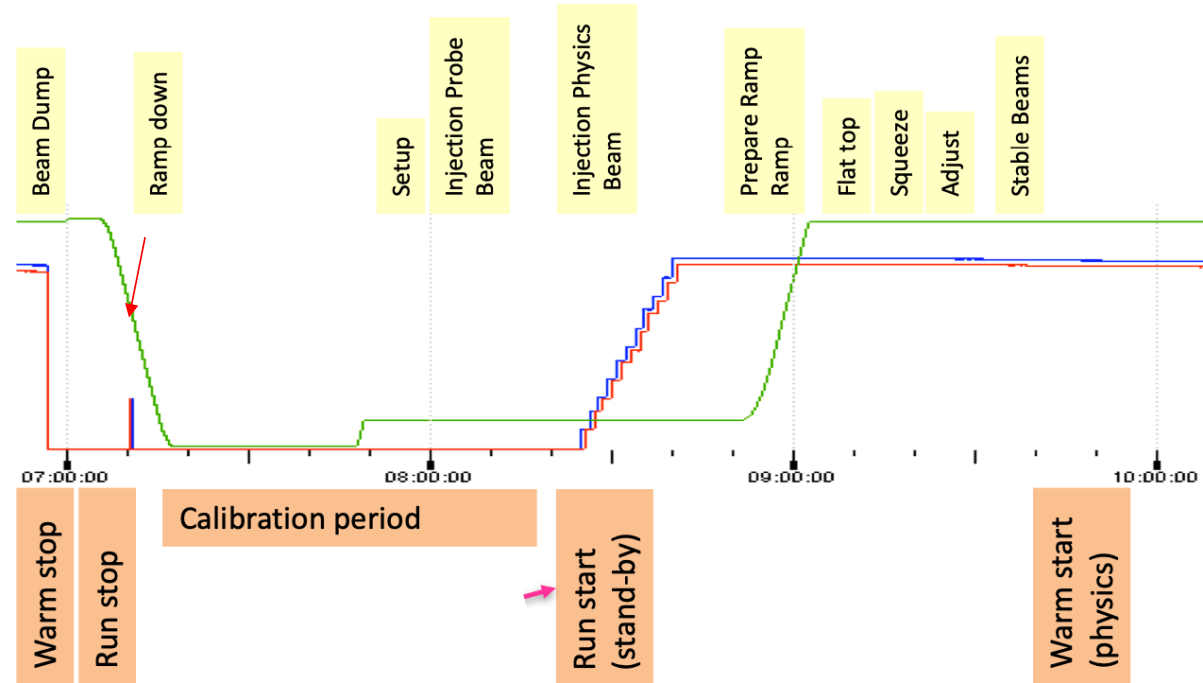 Beam Dump
Ramp down
Setup
Injection Probe
Beam
Injection Physics
Beam
Prepare Ramp
Ramp
Flat top
Squeeze
Adjust
Stable Beams
07:00:00
08:00:00
09:00:00
10:00:00
Warm stop
Run stop
Calibration period
Run start
(stand-by)
Warm start
(physics)